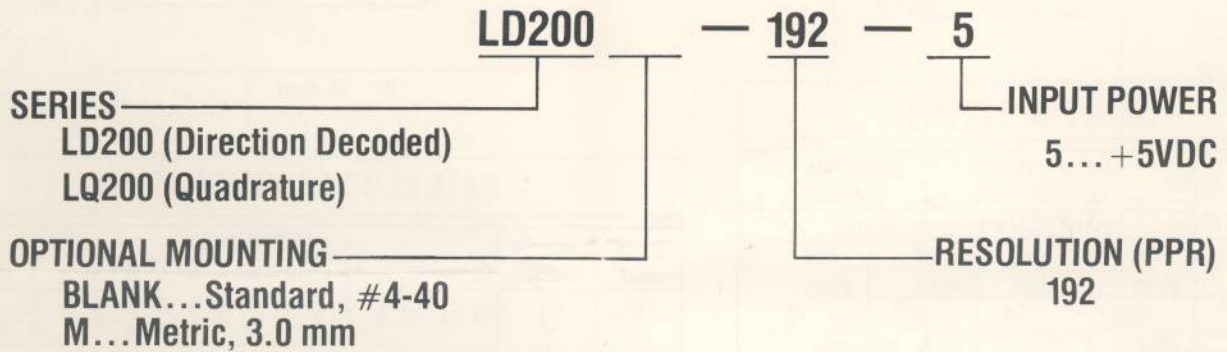 LD200 — 192 — 5
SERIES
LD200 (Direction Decoded)
LQ200 (Quadrature)
OPTIONAL MOUNTING
BLANK...Standard, #4-40
M...Metric, 3.0 mm
INPUT POWER
5...+5VDC
RESOLUTION (PPR)
192